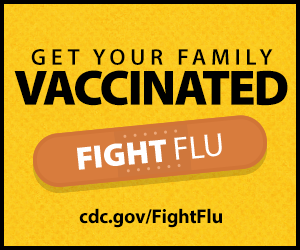 GET YOUR FAMILY
VACCINATED
FIGHT FLU
cdc.gov/FightFlu